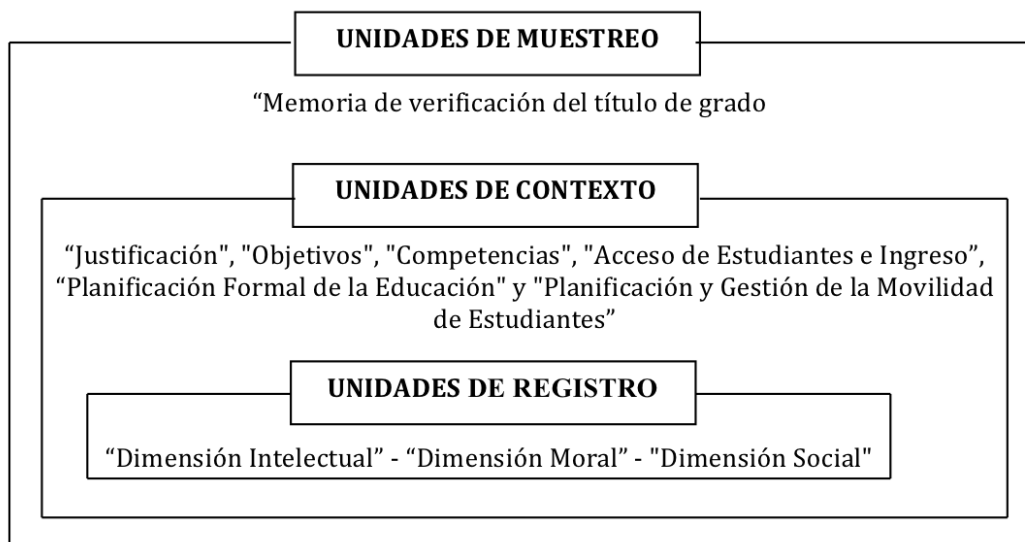 UNIDADES DE MUESTREO
“Memoria de verificación del título de grado
UNIDADES DE CONTEXTO
“Justificación", "Objetivos", "Competencias", "Acceso de Estudiantes e Ingreso”,
“Planificación Formal de la Educación" y "Planificación y Gestión de la Movilidad
de Estudiantes”
UNIDADES DE REGISTRO
“Dimensión Intelectual” - “Dimensión Moral” - "Dimensión Social"